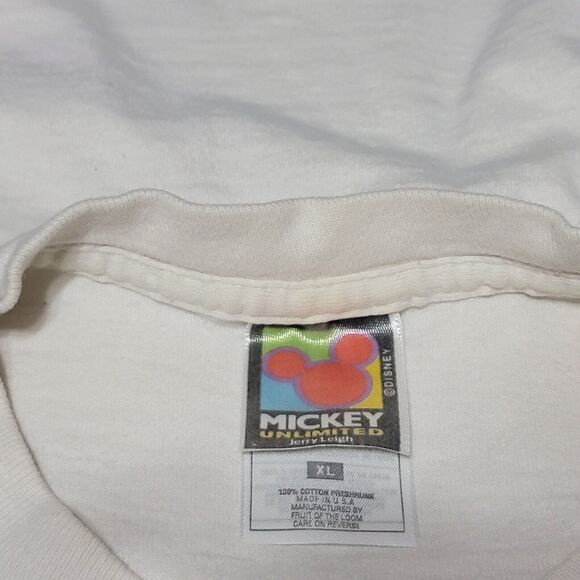 ©DISNEY
MICKEY
UNLIMITED
Jerry Leigh
XL
100% COTTON PRESHRUNK
MADE IN U.S.A
MANUFACTURED BY
FRUIT OF THE LOOM
CARE ON REVERSE